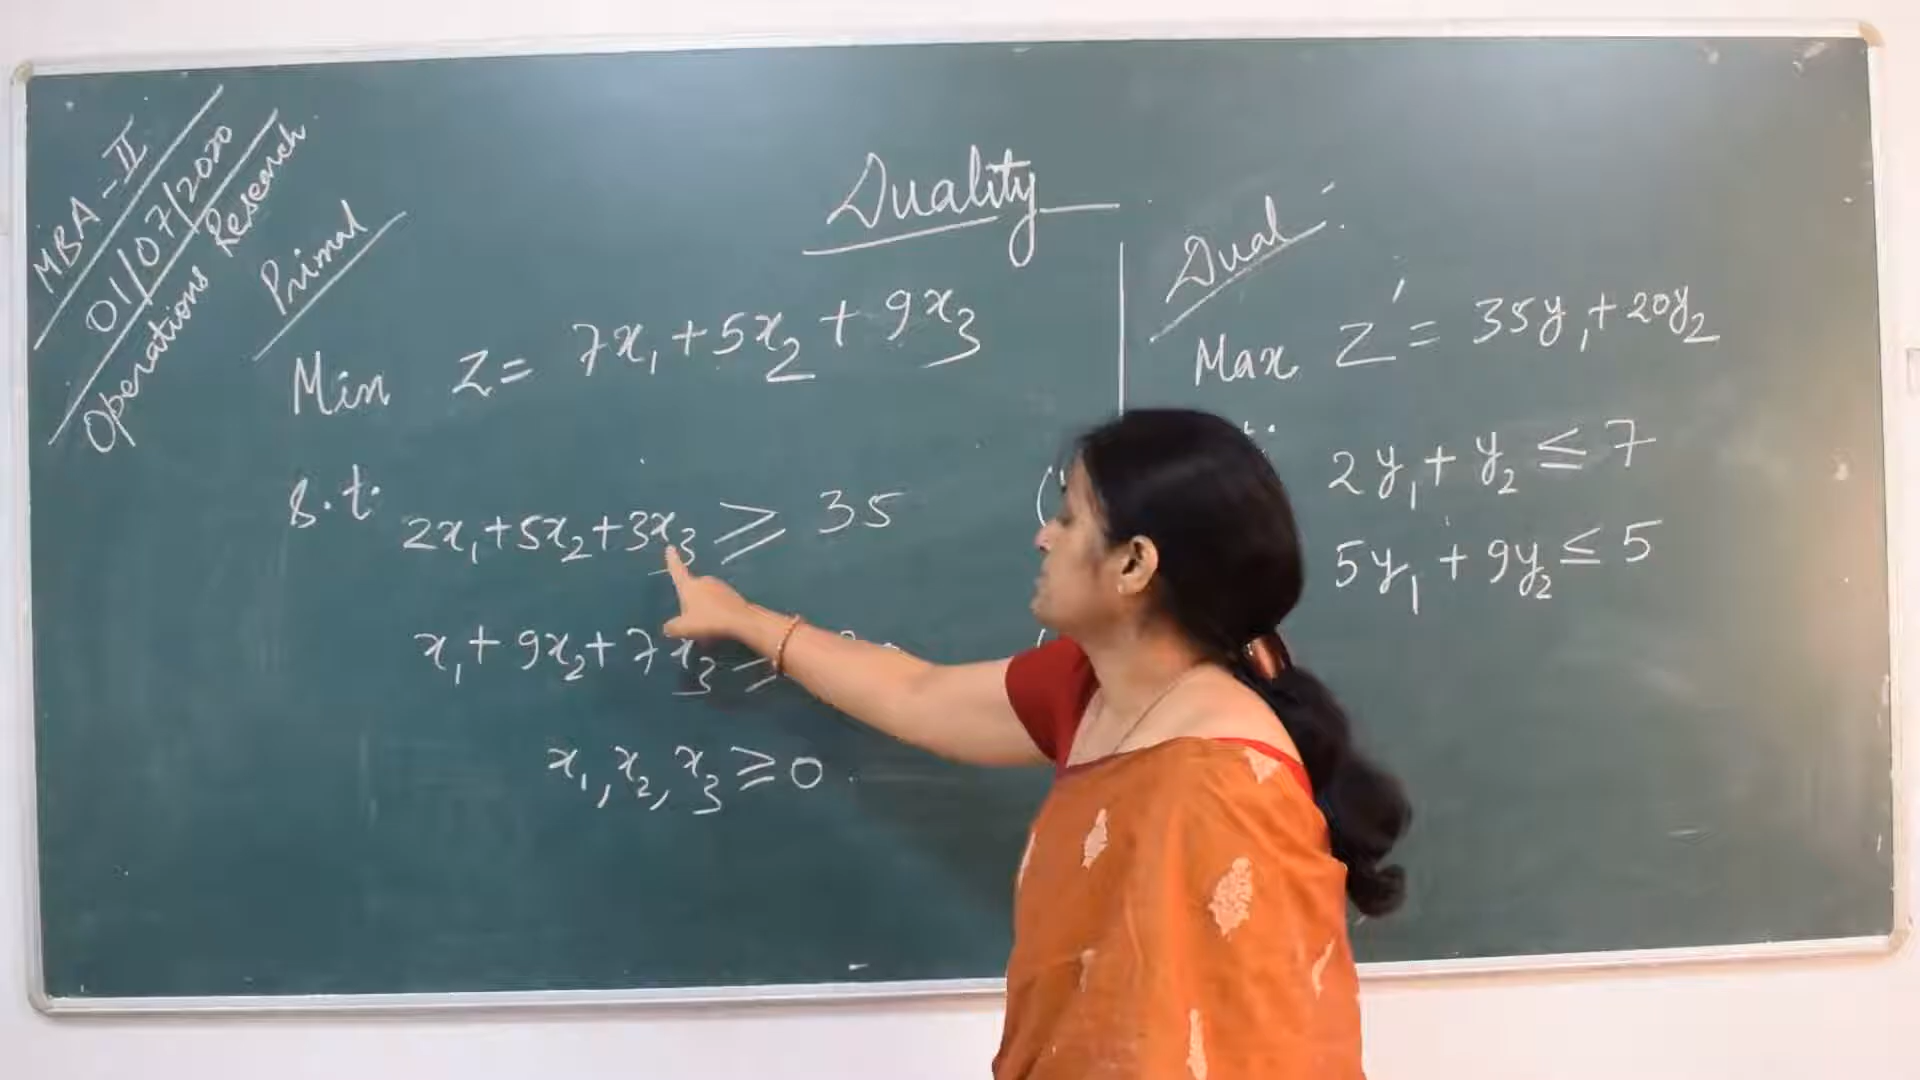 MBA-II
01/07/2020
Operations Research
Duality
Primal
Min Z = 7x₁ + 5x₂ + 9x₃
s.t.
2x₁ + 5x₂ + 3x₃ ≥ 35
x₁ + 9x₂ + 7x₃ ≥
x₁, x₂, x₃ ≥ 0
Dual:
Max Z' = 35y₁ + 20y₂
2y₁ + y₂ ≤ 7
5y₁ + 9y₂ ≤ 5